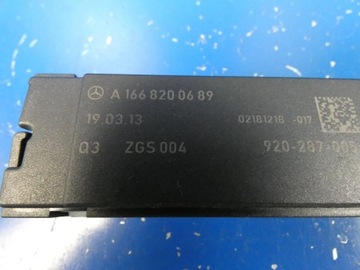 A 166 820 06 89
19.03.13 02181218 -017
Q3 ZGS 004 920-287-005